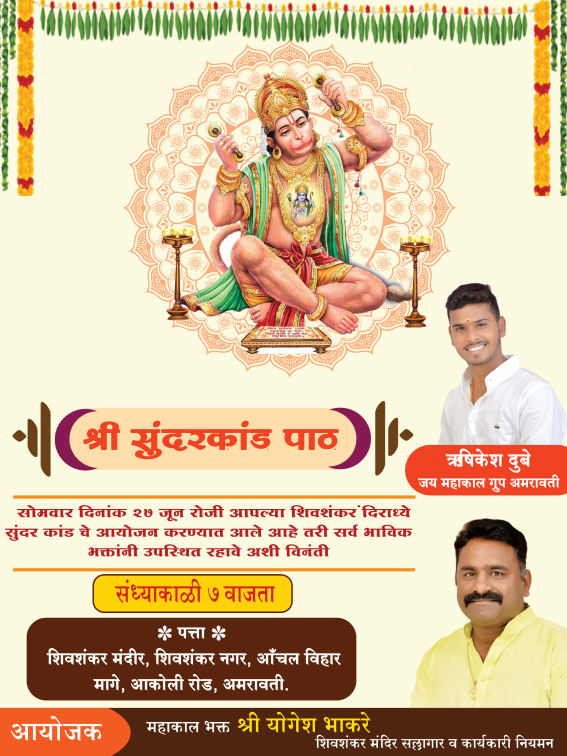 श्री सुंदरकांड पाठ
ऋषिकेश दुबे
जय महाकाल गुप अमरावती
सोमवार दिनांक २७ जून रोजी आपल्या शिवशंकर दिराध्ये
सुंदर कांड चे आयोजन करण्यात आले आहे तरी सर्व भाविक
भक्तांनी उपस्थित रहावे अशी विनंती
संध्याकाळी ७ वाजता
❇ पत्ता ❇
शिवशंकर मंदीर, शिवशंकर नगर, आँचल विहार
मागे, आकोली रोड, अमरावती.
आयोजक
महाकाल भक्त श्री योगेश भाकरे
शिवशंकर मंदिर सल्लागार व कार्यकारी नियमन